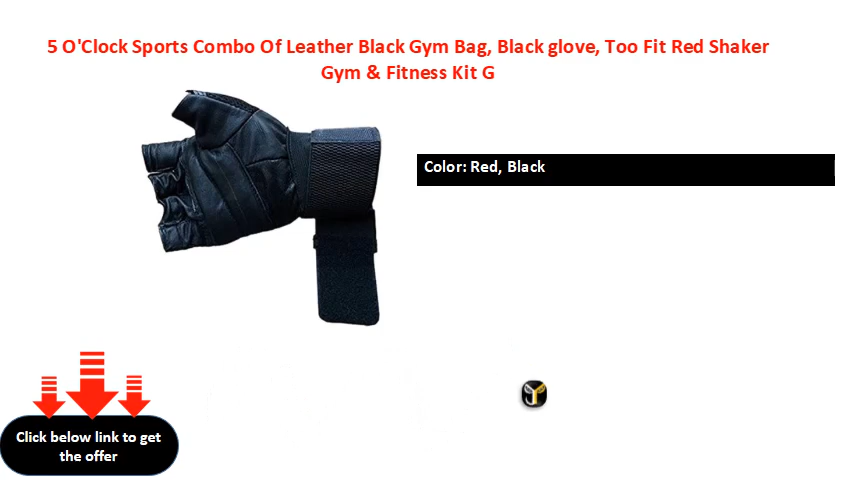 5 O'Clock Sports Combo Of Leather Black Gym Bag, Black glove, Too Fit Red Shaker
Gym & Fitness Kit G
Color: Red, Black
Click below link to get
the offer